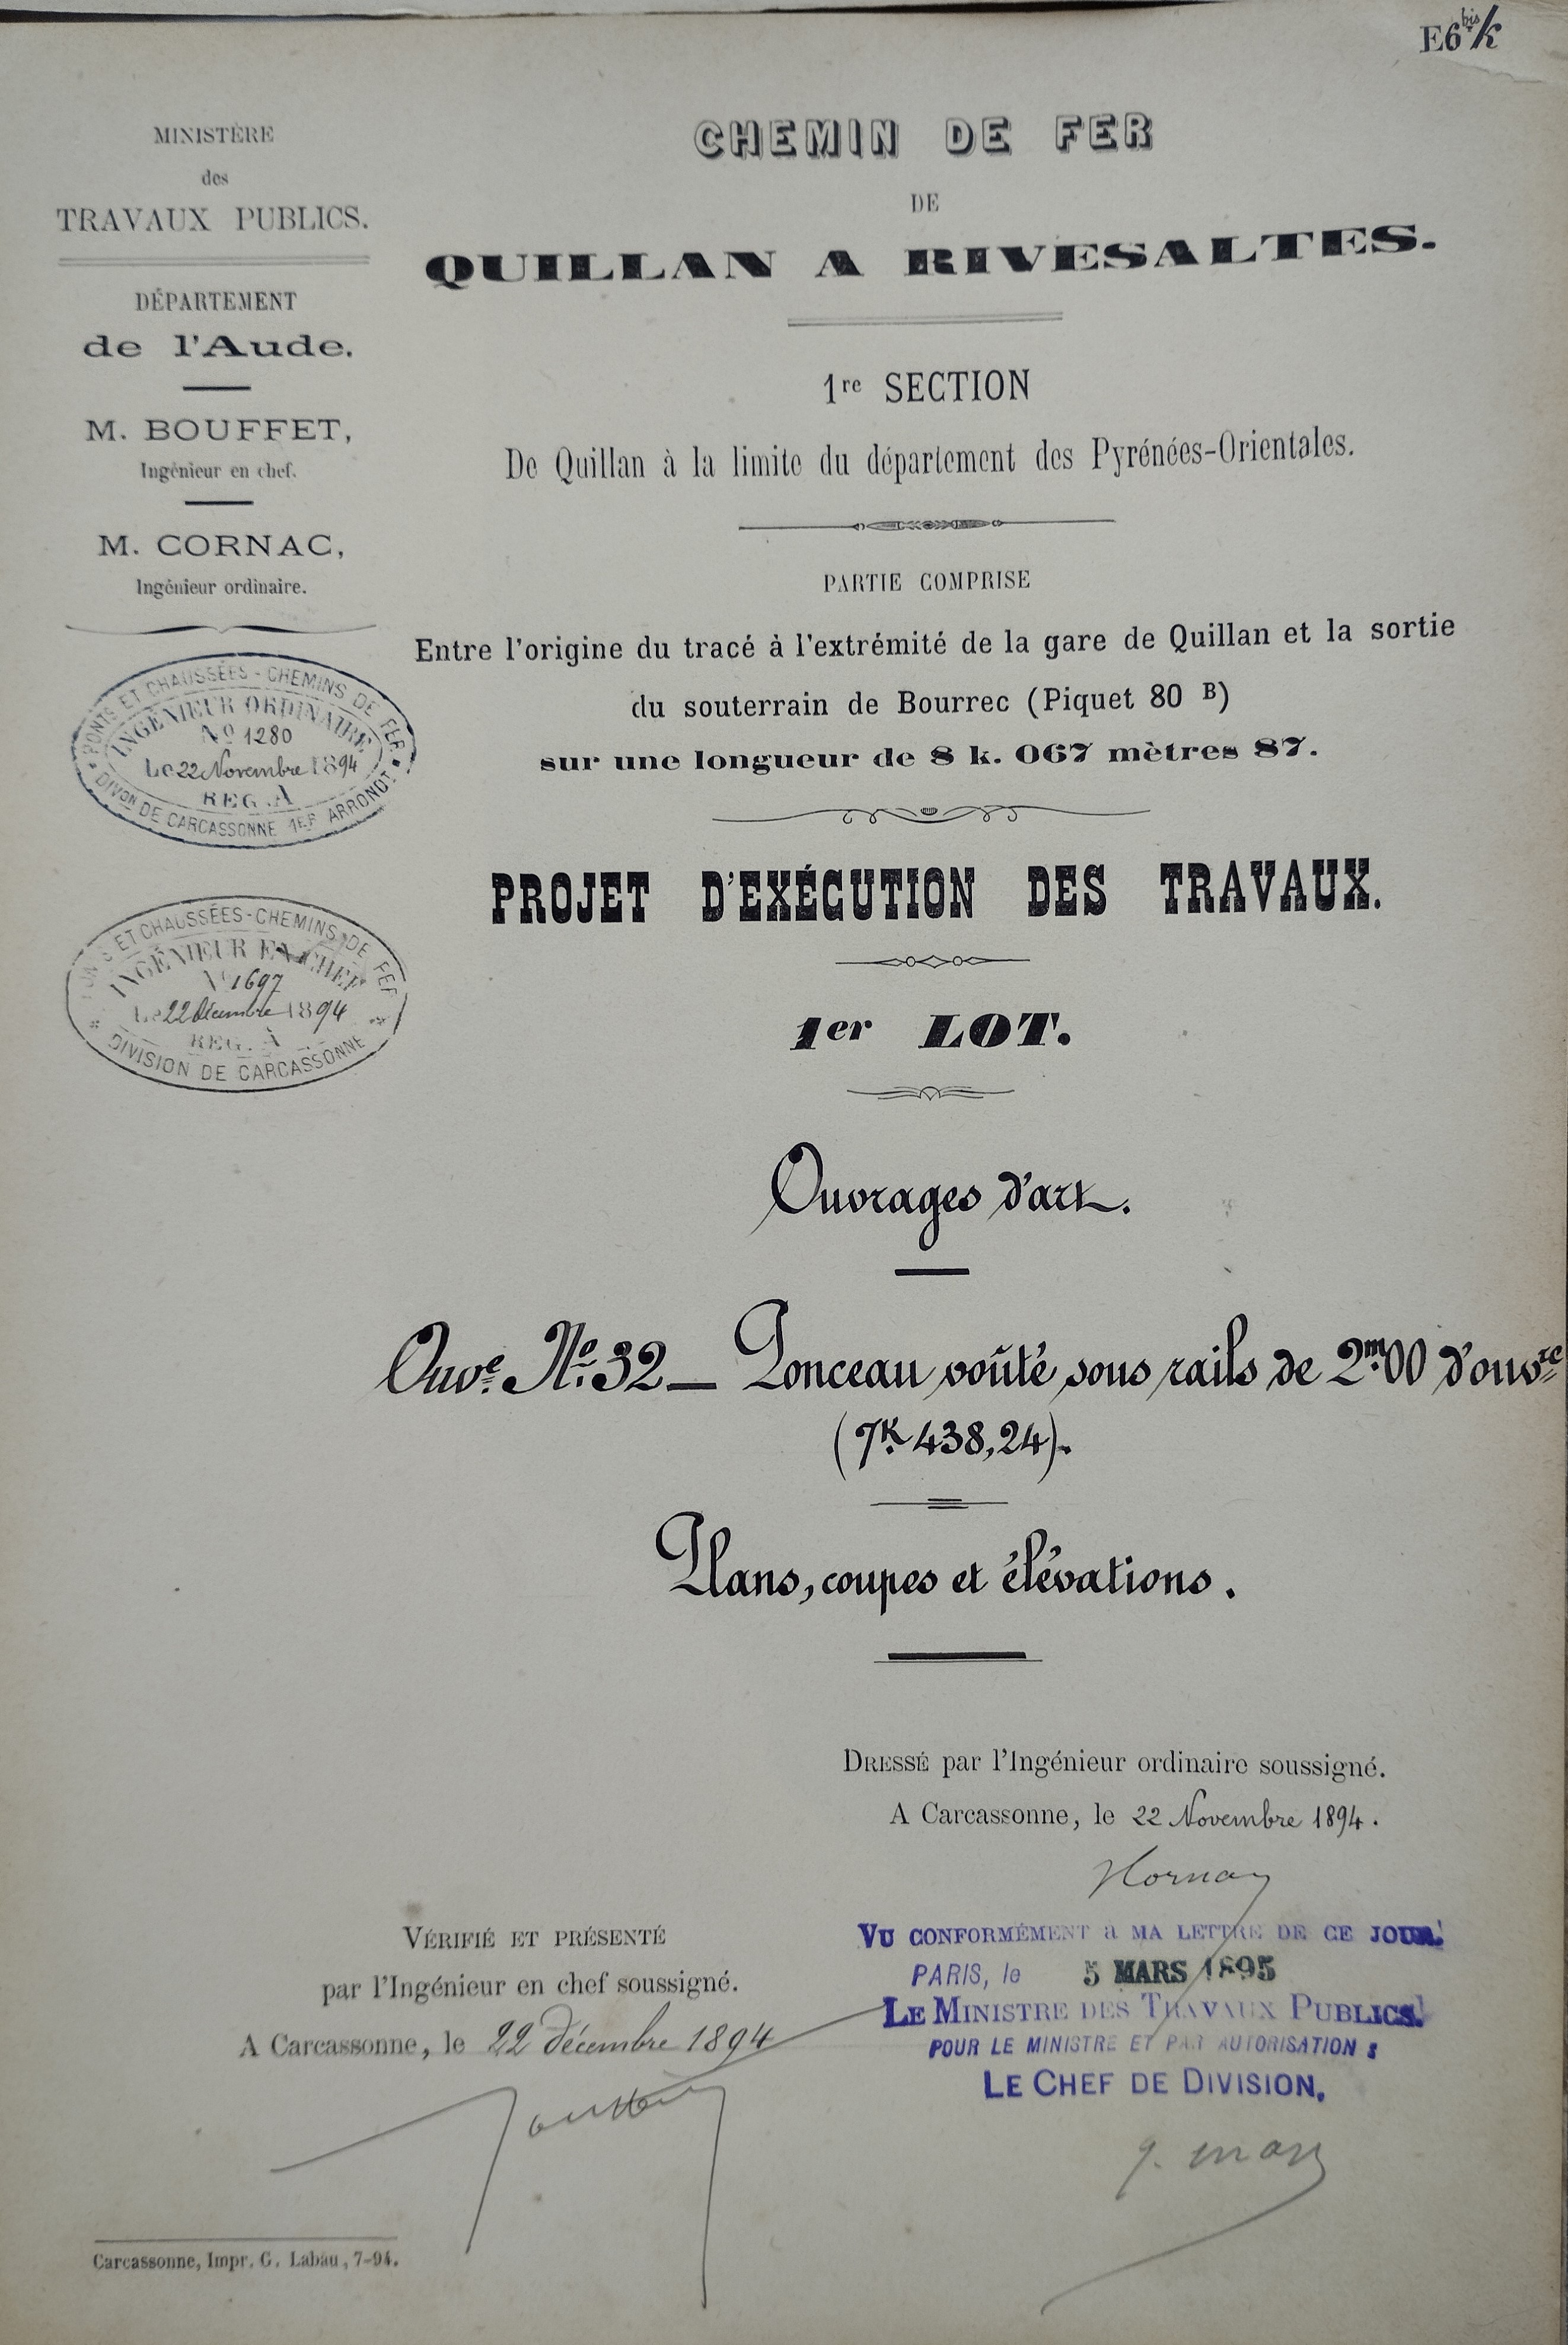 E6 bis k
MINISTÈRE
des
TRAVAUX PUBLICS.
DÉPARTEMENT
de l'Aude.
M. BOUFFET,
Ingénieur en chef.
M. CORNAC,
Ingénieur ordinaire.
PONTS ET CHAUSSÉES - CHEMINS DE FER
INGÉNIEUR ORDINAIRE
No 1280
Le 22 Novembre 1894
REG. A
DIVon DE CARCASSONNE 1ER ARRONDT
PONTS ET CHAUSSÉES - CHEMINS DE FER
INGÉNIEUR EN CHEF
No 1697
Le 22 Décembre 1894
REG. A
DIVISION DE CARCASSONNE
CHEMIN DE FER
DE
QUILLAN A RIVESALTES.
1re SECTION
De Quillan à la limite du département des Pyrénées-Orientales.
PARTIE COMPRISE
Entre l'origine du tracé à l'extrémité de la gare de Quillan et la sortie
du souterrain de Bourrec (Piquet 80 B)
sur une longueur de 8 k. 067 mètres 87.
PROJET D'EXÉCUTION DES TRAVAUX.
1er LOT.
Ouvrages d'art.
Ouve. No. 32 — Ponceau voûté sous rails de 2m.00 d'ouvre
(7K. 438,24).
Plans, coupes et élévations.
DRESSÉ par l'Ingénieur ordinaire soussigné.
A Carcassonne, le 22 Novembre 1894.
VÉRIFIÉ ET PRÉSENTÉ
par l'Ingénieur en chef soussigné.
A Carcassonne, le 22 décembre 1894
VU CONFORMÉMENT à MA LETTRE DE CE JOUR!
PARIS, le 5 MARS 1895
LE MINISTRE DES TRAVAUX PUBLICS!
POUR LE MINISTRE ET PAR AUTORISATION :
LE CHEF DE DIVISION,
Carcassonne, Impr. G. Labau, 7-94.